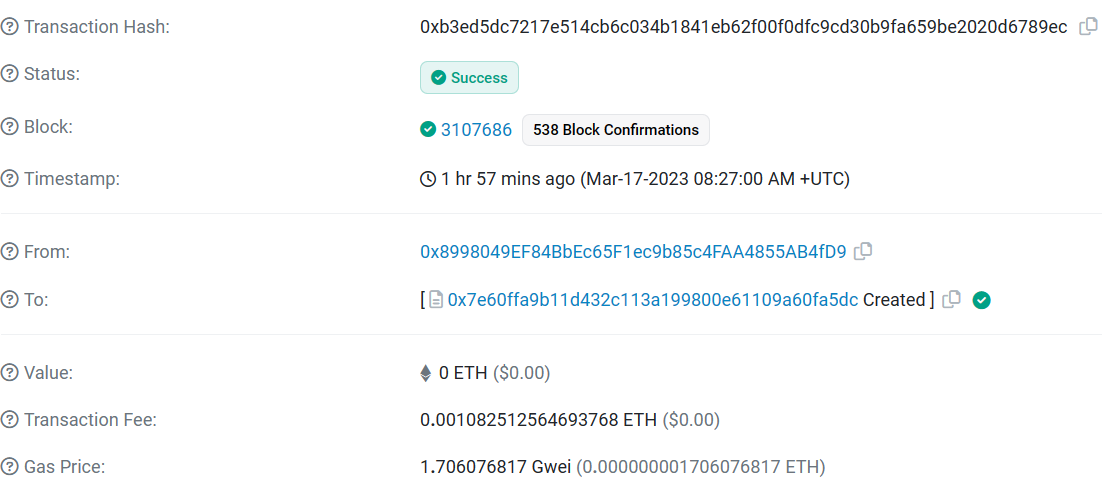 Transaction Hash: 0xb3ed5dc7217e514cb6c034b1841eb62f00f0dfc9cd30b9fa659be2020d6789ec
Status: Success
Block: 3107686 538 Block Confirmations
Timestamp: 1 hr 57 mins ago (Mar-17-2023 08:27:00 AM +UTC)
From: 0x8998049EF84BbEc65F1ec9b85c4FAA4855AB4fD9
To: [ 0x7e60ffa9b11d432c113a199800e61109a60fa5dc Created ]
Value: 0 ETH ($0.00)
Transaction Fee: 0.001082512564693768 ETH ($0.00)
Gas Price: 1.706076817 Gwei (0.000000001706076817 ETH)